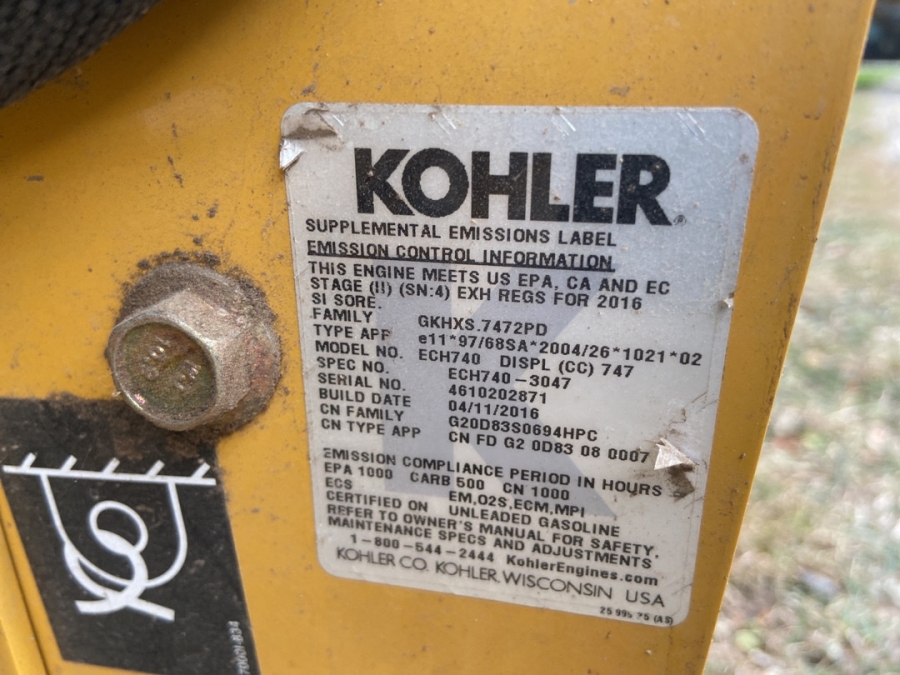 KOHLER®
SUPPLEMENTAL EMISSIONS LABEL
EMISSION CONTROL INFORMATION
THIS ENGINE MEETS US EPA, CA AND EC
STAGE (II) (SN:4) EXH REGS FOR 2016
SI SORE.
FAMILY GKHXS.7472PD
TYPE APP e11*97/68SA*2004/26*1021*02
MODEL NO. ECH740 DISPL (CC) 747
SPEC NO. ECH740-3047
SERIAL NO. 4610202871
BUILD DATE 04/11/2016
CN FAMILY G20D83S0694HPC
CN TYPE APP CN FD G2 0D83 08 0007
EMISSION COMPLIANCE PERIOD IN HOURS
EPA 1000 CARB 500 CN 1000
ECS EM,O2S,ECM,MPI
CERTIFIED ON UNLEADED GASOLINE
REFER TO OWNER'S MANUAL FOR SAFETY,
MAINTENANCE SPECS AND ADJUSTMENTS
1-800-544-2444 KohlerEngines.com
KOHLER CO. KOHLER, WISCONSIN USA
25 995